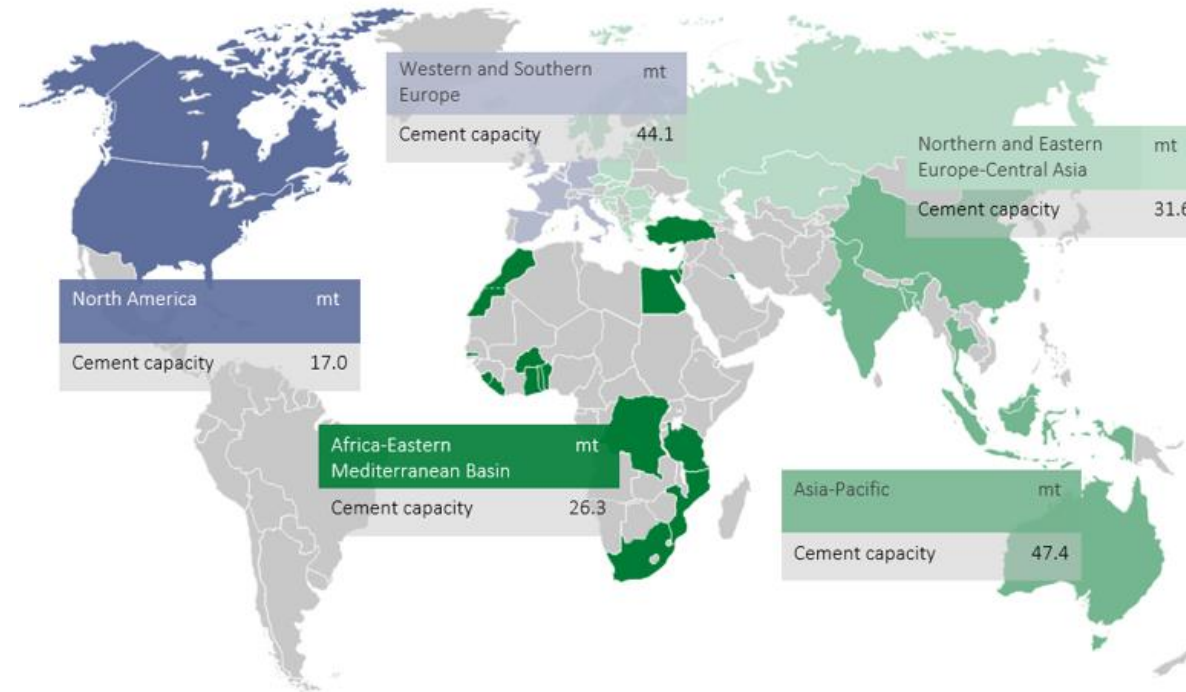 Western and Southern Europe mt
Cement capacity 44.1
Northern and Eastern Europe-Central Asia mt
Cement capacity 31.6
North America mt
Cement capacity 17.0
Africa-Eastern Mediterranean Basin mt
Cement capacity 26.3
Asia-Pacific mt
Cement capacity 47.4